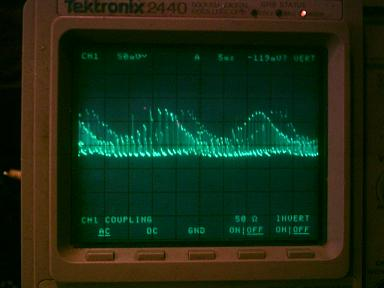 Tektronix 2440
CH1 50mV~ A 5ms -119mV? VERT
CH1 COUPLING 50 Ω INVERT
AC DC GND ON|OFF ON|OFF